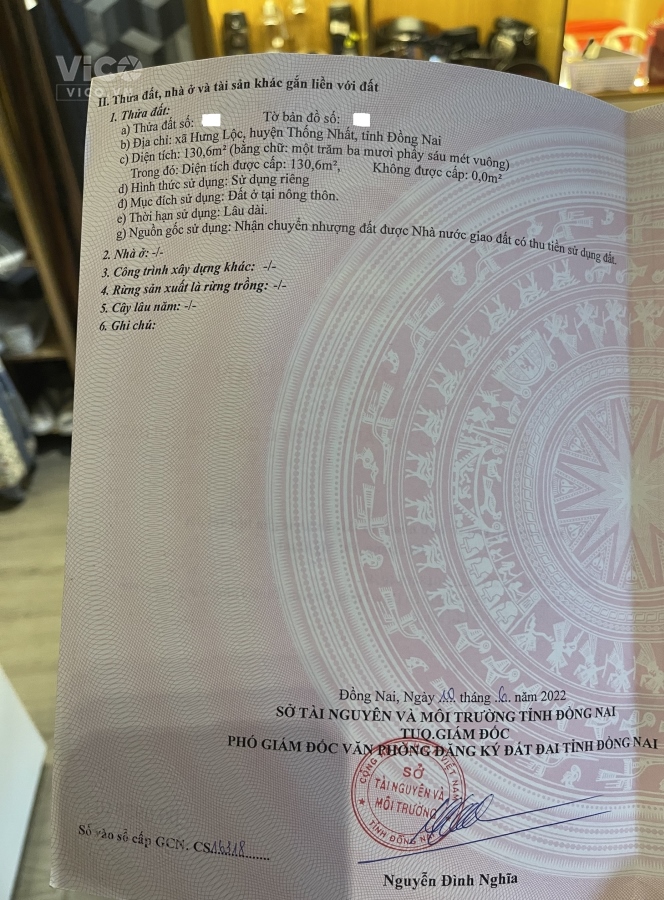 ViCO
VICO.VN
II. Thửa đất, nhà ở và tài sản khác gắn liền với đất
1. Thửa đất:
a) Thửa đất số: Tờ bản đồ số:
b) Địa chỉ: xã Hưng Lộc, huyện Thống Nhất, tỉnh Đồng Nai
c) Diện tích: 130,6m² (bằng chữ: một trăm ba mươi phẩy sáu mét vuông)
Trong đó: Diện tích được cấp: 130,6m², Không được cấp: 0,0m²
d) Hình thức sử dụng: Sử dụng riêng
đ) Mục đích sử dụng: Đất ở tại nông thôn.
e) Thời hạn sử dụng: Lâu dài.
g) Nguồn gốc sử dụng: Nhận chuyển nhượng đất được Nhà nước giao đất có thu tiền sử dụng đất.
2. Nhà ở: -/-
3. Công trình xây dựng khác: -/-
4. Rừng sản xuất là rừng trồng: -/-
5. Cây lâu năm: -/-
6. Ghi chú:
Đồng Nai, Ngày tháng năm 2022
SỞ TÀI NGUYÊN VÀ MÔI TRƯỜNG TỈNH ĐỒNG NAI
TUQ.GIÁM ĐỐC
PHÓ GIÁM ĐỐC VĂN PHÒNG ĐĂNG KÝ ĐẤT ĐAI TỈNH ĐỒNG NAI
SỞ
TÀI NGUYÊN VÀ
MÔI TRƯỜNG
TỈNH ĐỒNG NAI
Số vào sổ cấp GCN: CS
Nguyễn Đình Nghĩa